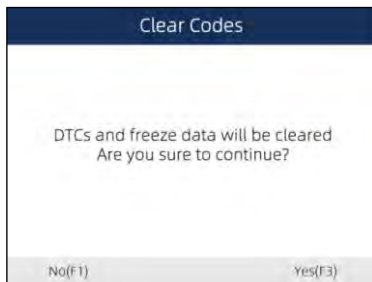 Clear Codes
DTCs and freeze data will be cleared
Are you sure to continue?
No(F1)
Yes(F3)